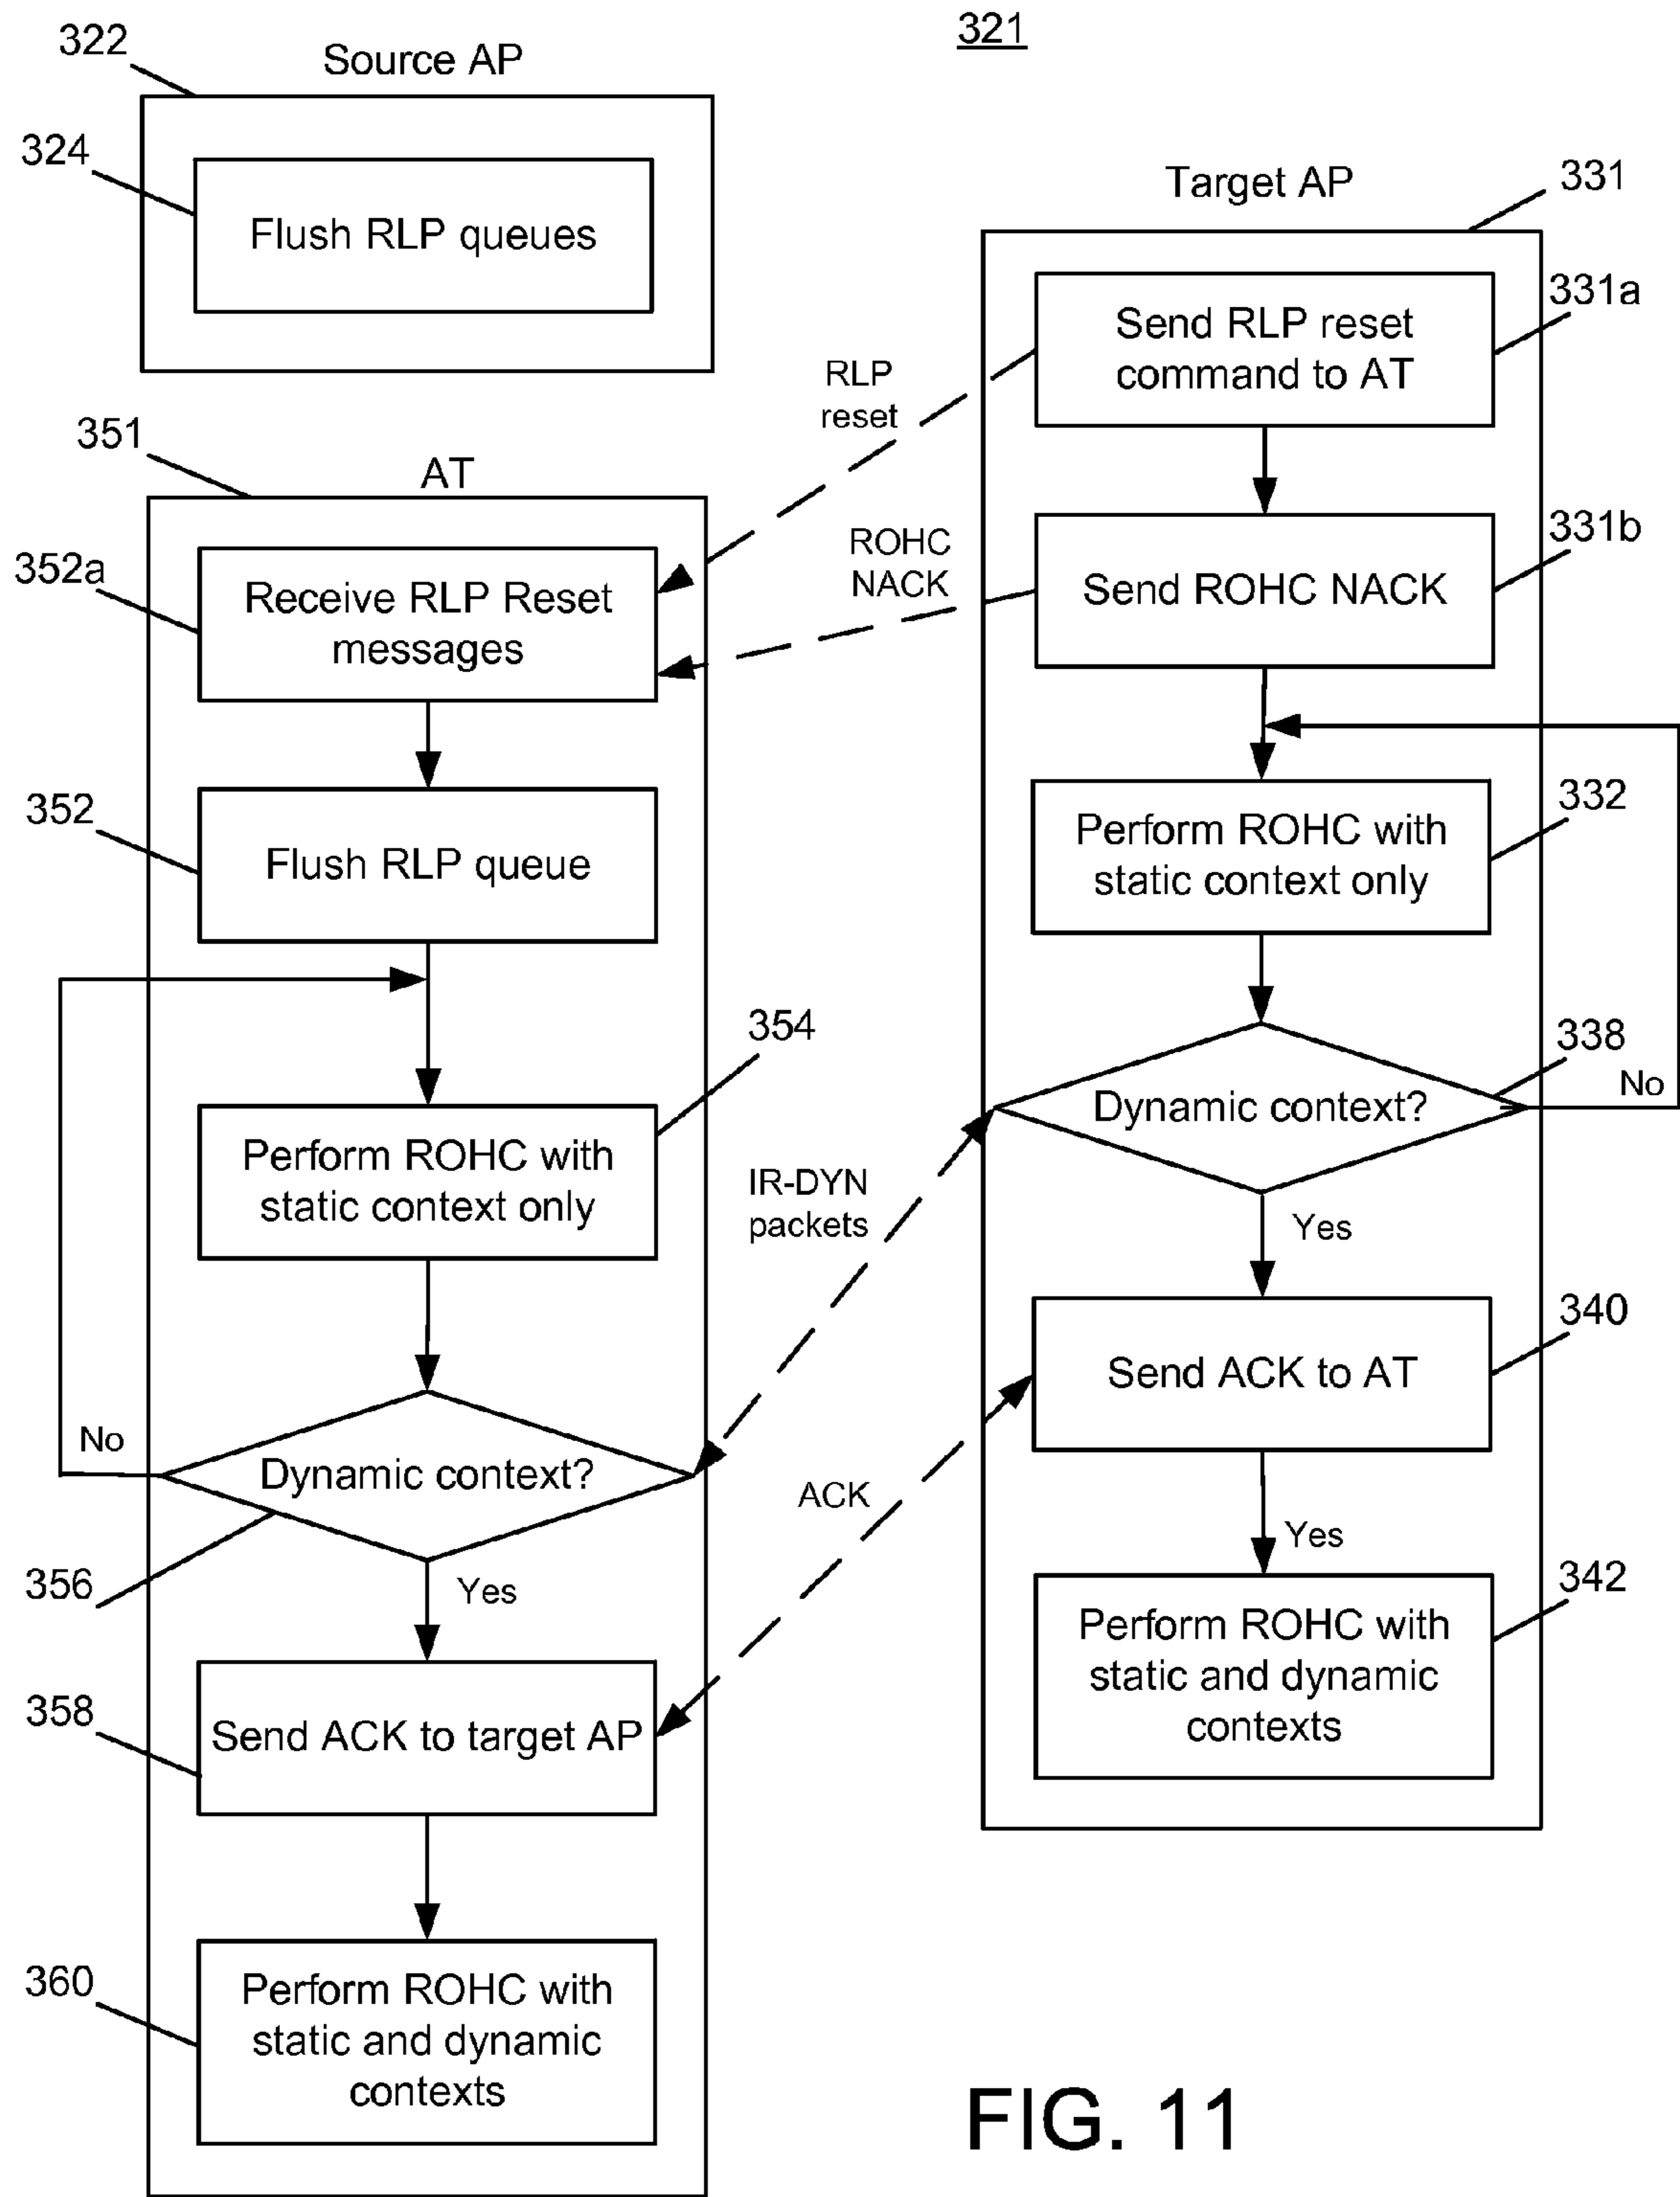 321
322
Source AP
324
Flush RLP queues
Target AP
331
331a
Send RLP reset
command to AT
RLP
reset
351
AT
331b
Send ROHC NACK
ROHC
NACK
352a
Receive RLP Reset
messages
352
Flush RLP queue
332
Perform ROHC with
static context only
354
Perform ROHC with
static context only
338
Dynamic context?
No
IR-DYN
packets
Yes
340
Send ACK to AT
No
Dynamic context?
356
Yes
ACK
Yes
342
Perform ROHC with
static and dynamic
contexts
358
Send ACK to target AP
360
Perform ROHC with
static and dynamic
contexts
FIG. 11